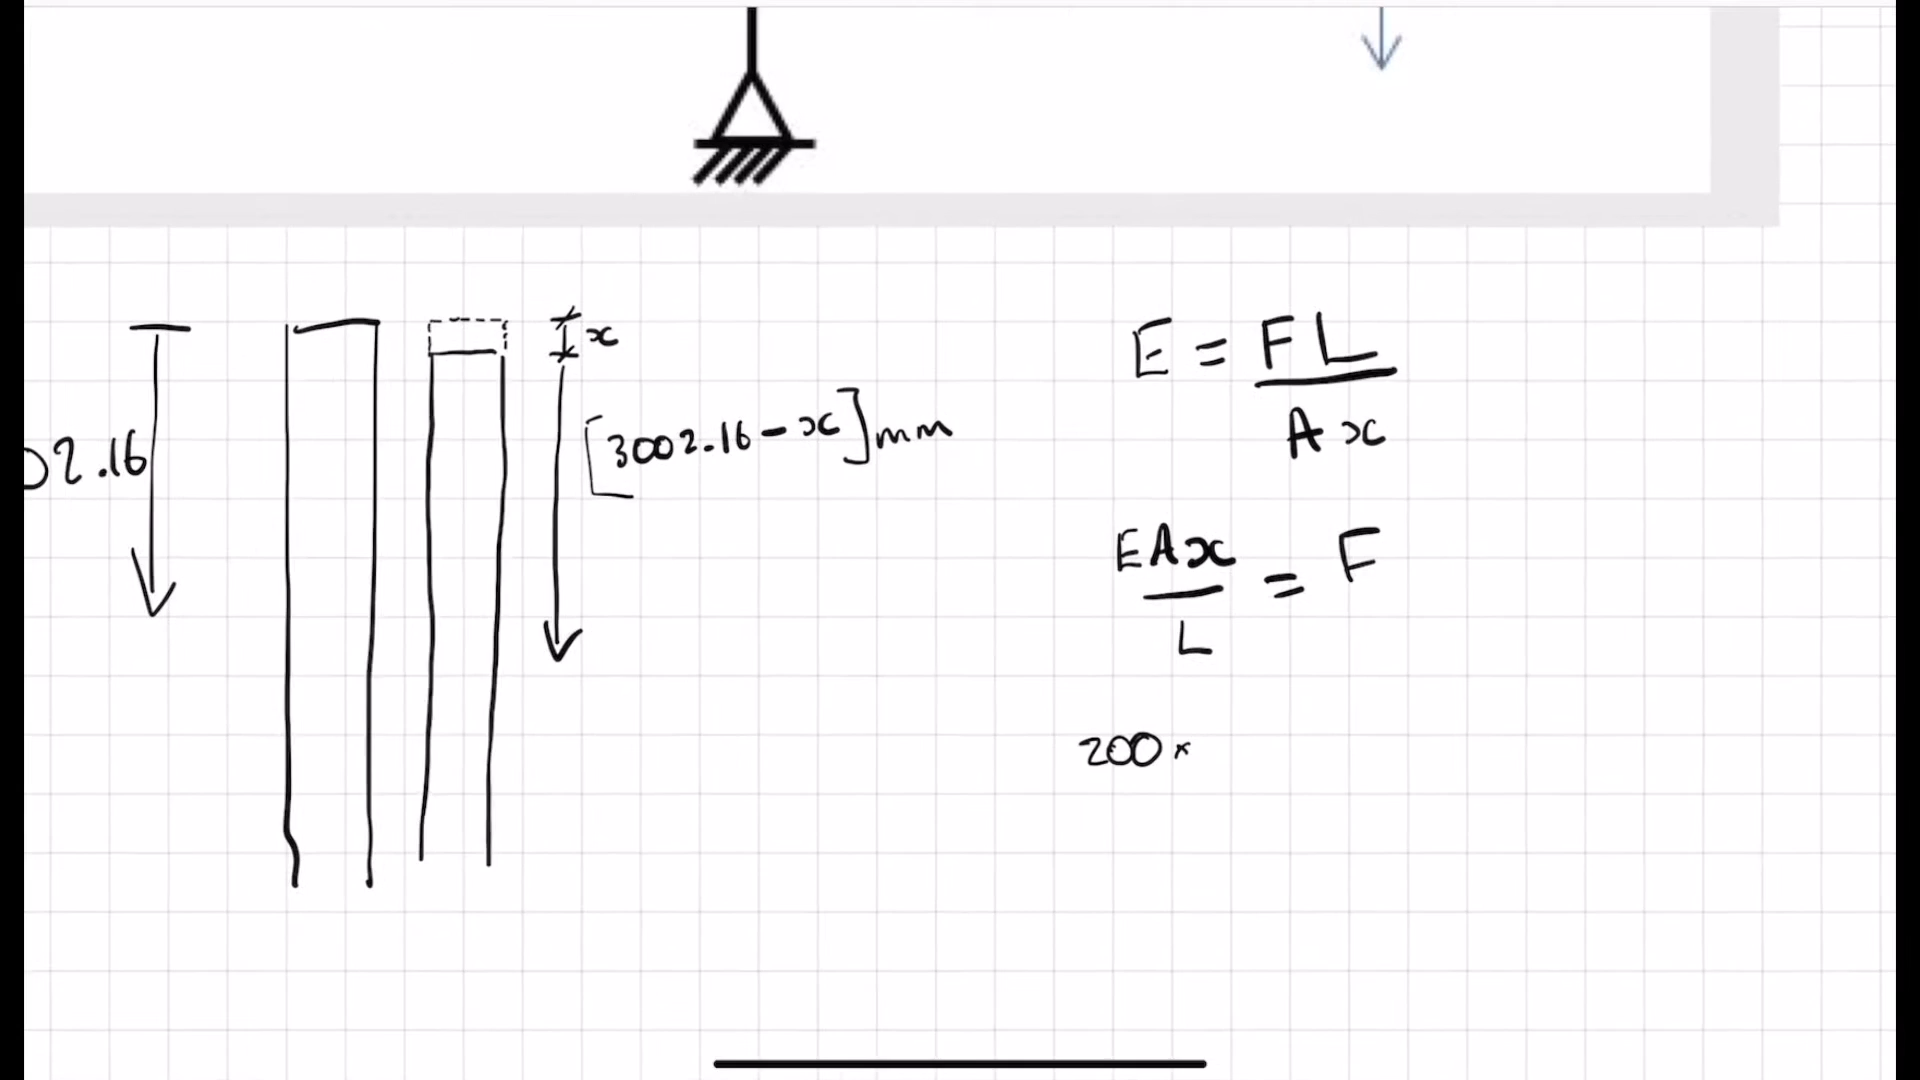 x
02.16
[3002.16-x]mm
E = FL
Ax
EAx = F
L
200×